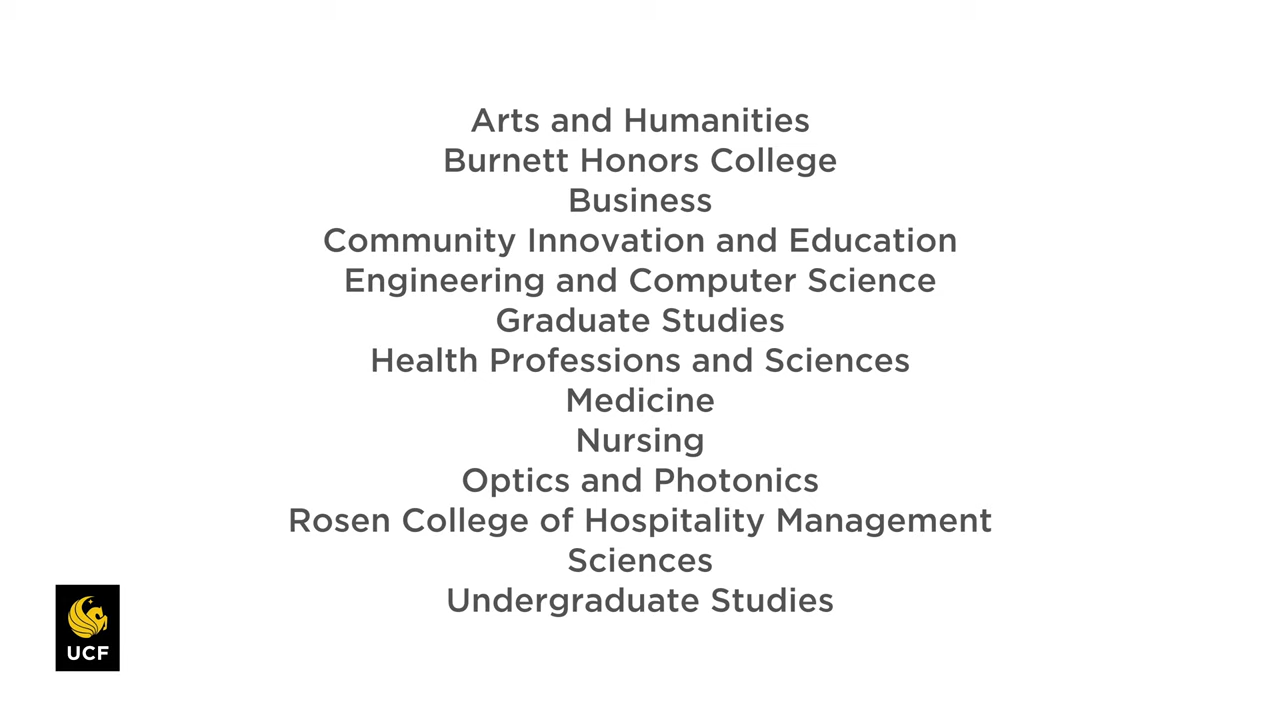 Arts and Humanities
Burnett Honors College
Business
Community Innovation and Education
Engineering and Computer Science
Graduate Studies
Health Professions and Sciences
Medicine
Nursing
Optics and Photonics
Rosen College of Hospitality Management
Sciences
Undergraduate Studies
UCF